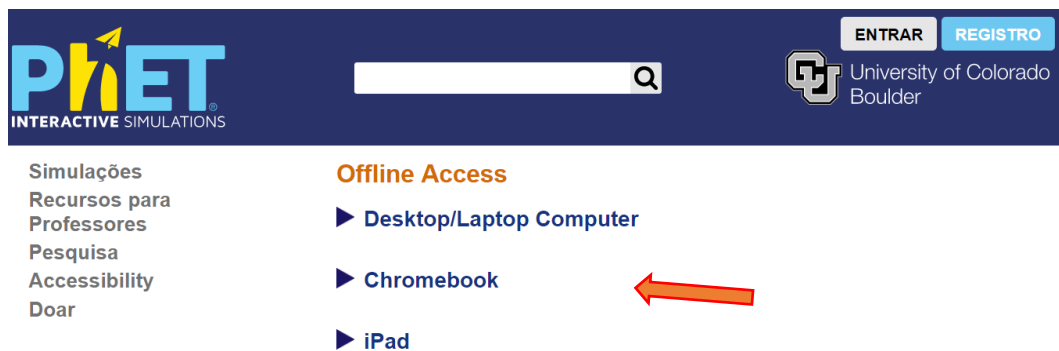 PhET
INTERACTIVE SIMULATIONS
ENTRAR
REGISTRO
University of Colorado
Boulder
Simulações
Recursos para
Professores
Pesquisa
Accessibility
Doar
Offline Access
Desktop/Laptop Computer
Chromebook
iPad